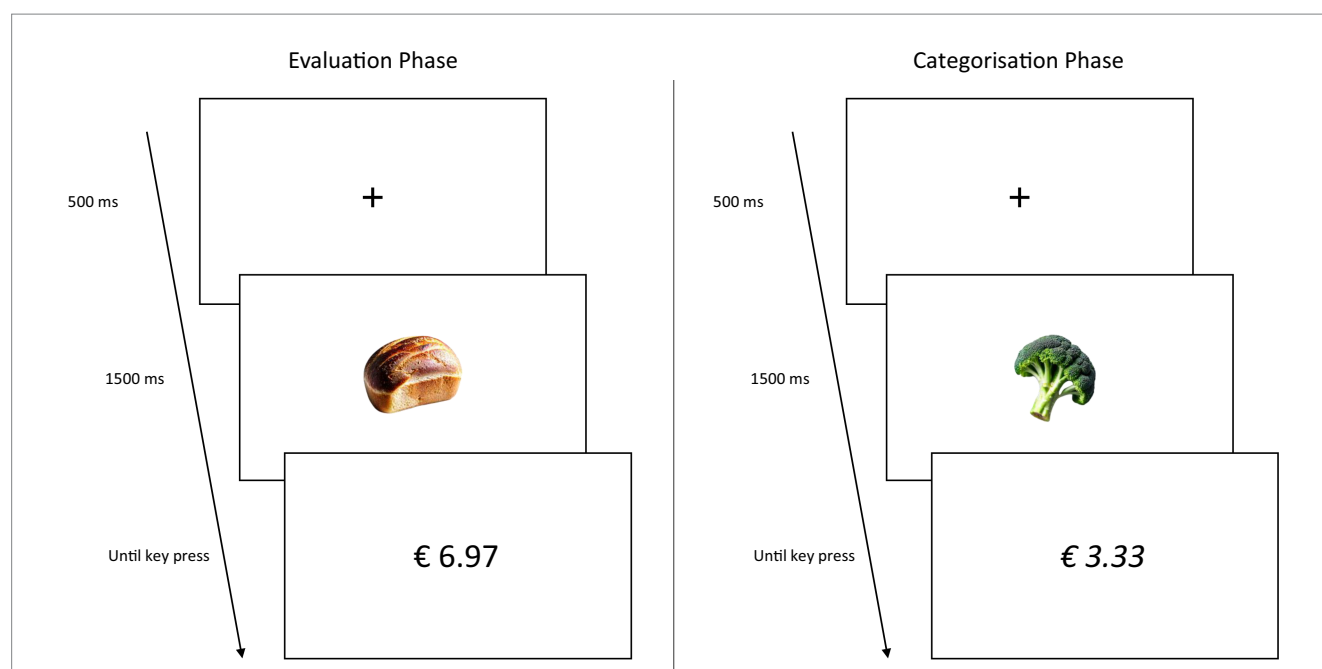 Evaluation Phase
500 ms
+
1500 ms
Until key press
€ 6.97
Categorisation Phase
500 ms
+
1500 ms
Until key press
€ 3.33